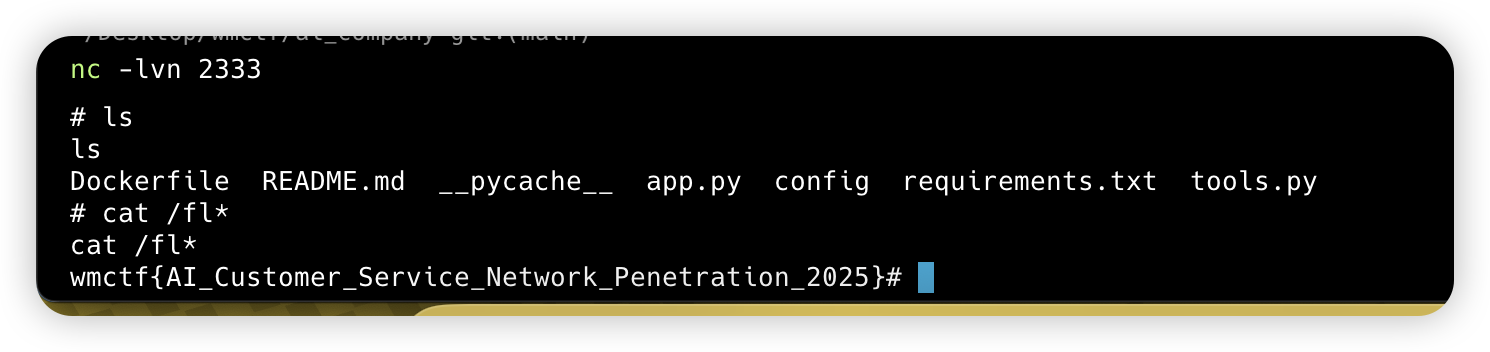 ~/Desktop/wmctf/ai_company git:(main)
nc -lvn 2333
# ls
ls
Dockerfile  README.md  __pycache__  app.py  config  requirements.txt  tools.py
# cat /fl*
cat /fl*
wmctf{AI_Customer_Service_Network_Penetration_2025}#